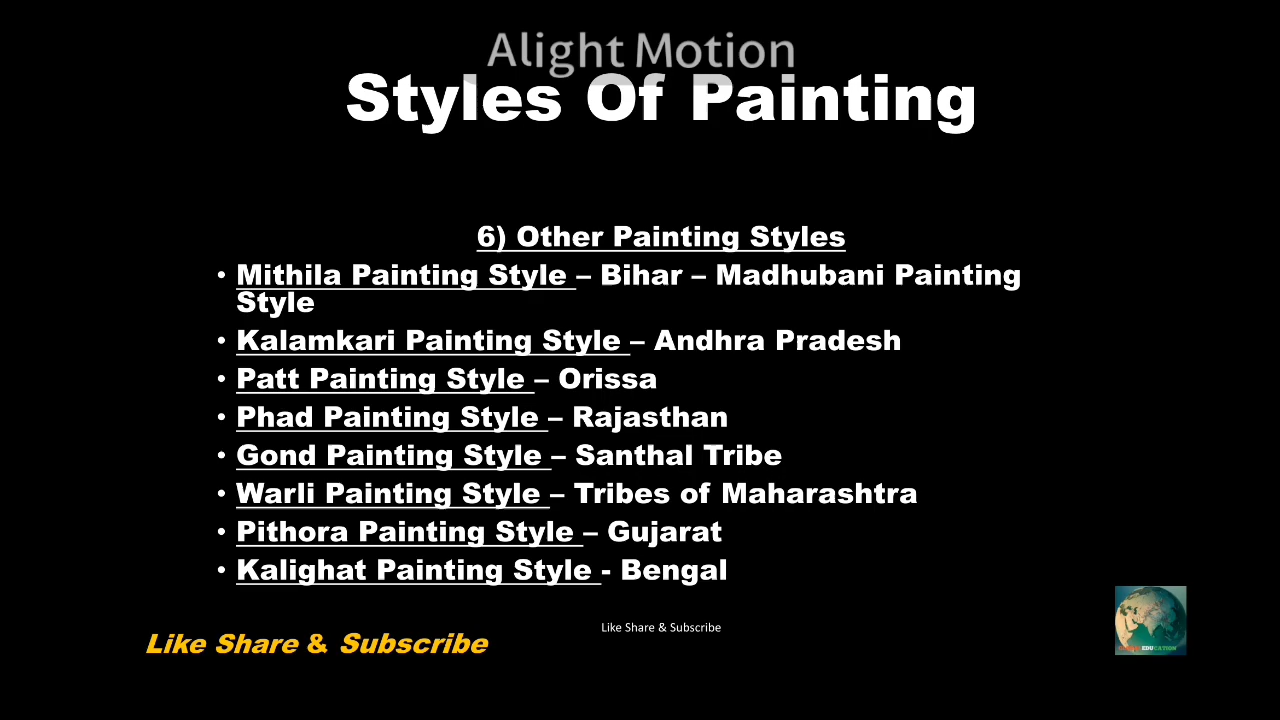 Alight Motion
Styles Of Painting
6) Other Painting Styles
• Mithila Painting Style – Bihar – Madhubani Painting
Style
• Kalamkari Painting Style – Andhra Pradesh
• Patt Painting Style – Orissa
• Phad Painting Style – Rajasthan
• Gond Painting Style – Santhal Tribe
• Warli Painting Style – Tribes of Maharashtra
• Pithora Painting Style – Gujarat
• Kalighat Painting Style - Bengal
Like Share & Subscribe
Like Share & Subscribe
EDUCATION